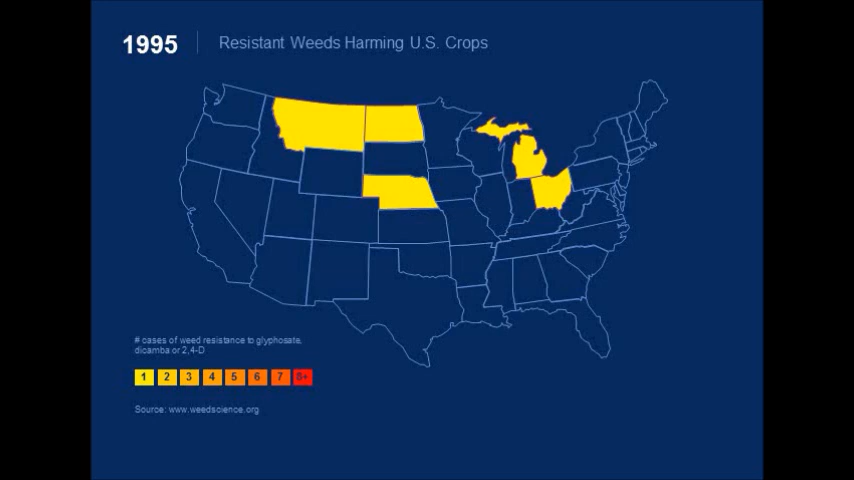 1995
Resistant Weeds Harming U.S. Crops
# cases of weed resistance to glyphosate,
dicamba or 2,4-D
1 2 3 4 5 6 7 8+
Source: www.weedscience.org